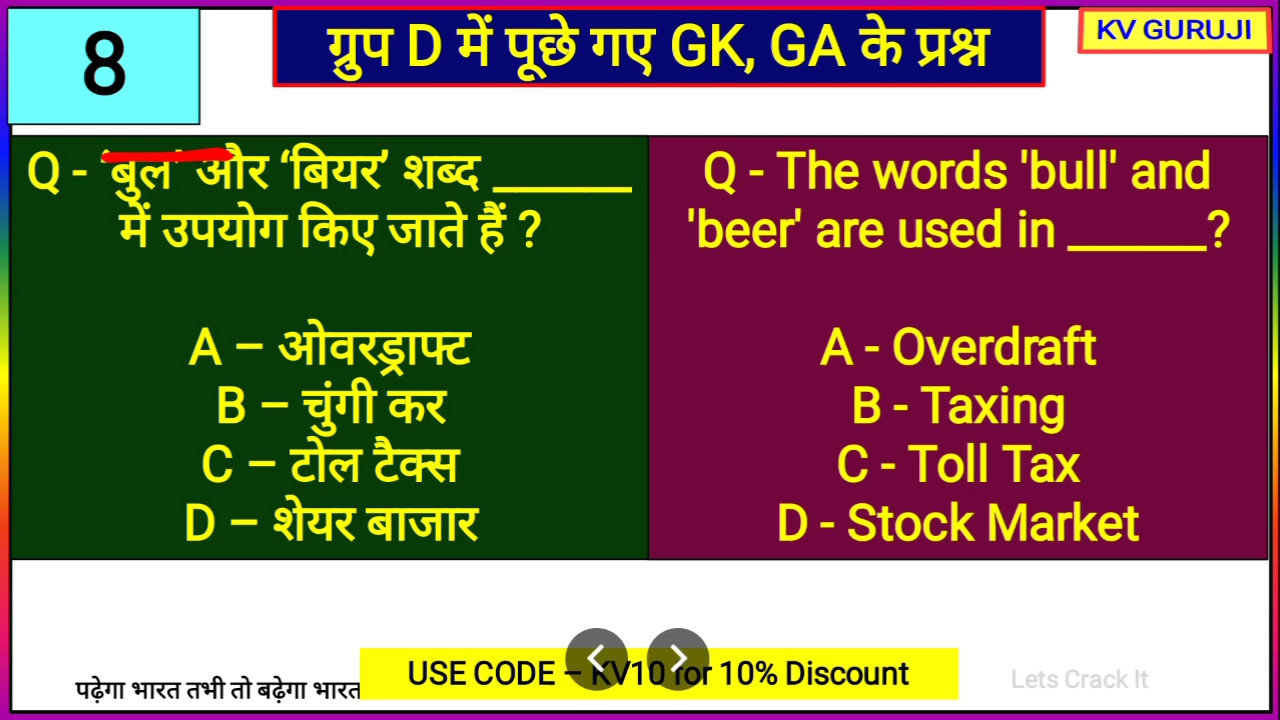 8
ग्रुप D में पूछे गए GK, GA के प्रश्न
KV GURUJI
Q - 'बुल' और ‘बियर’ शब्द ______
में उपयोग किए जाते हैं ?
A – ओवरड्राफ्ट
B – चुंगी कर
C – टोल टैक्स
D – शेयर बाजार
Q - The words 'bull' and
'beer' are used in ______?
A - Overdraft
B - Taxing
C - Toll Tax
D - Stock Market
पढ़ेगा भारत तभी तो बढ़ेगा भारत
USE CODE – KV10 for 10% Discount
Lets Crack It